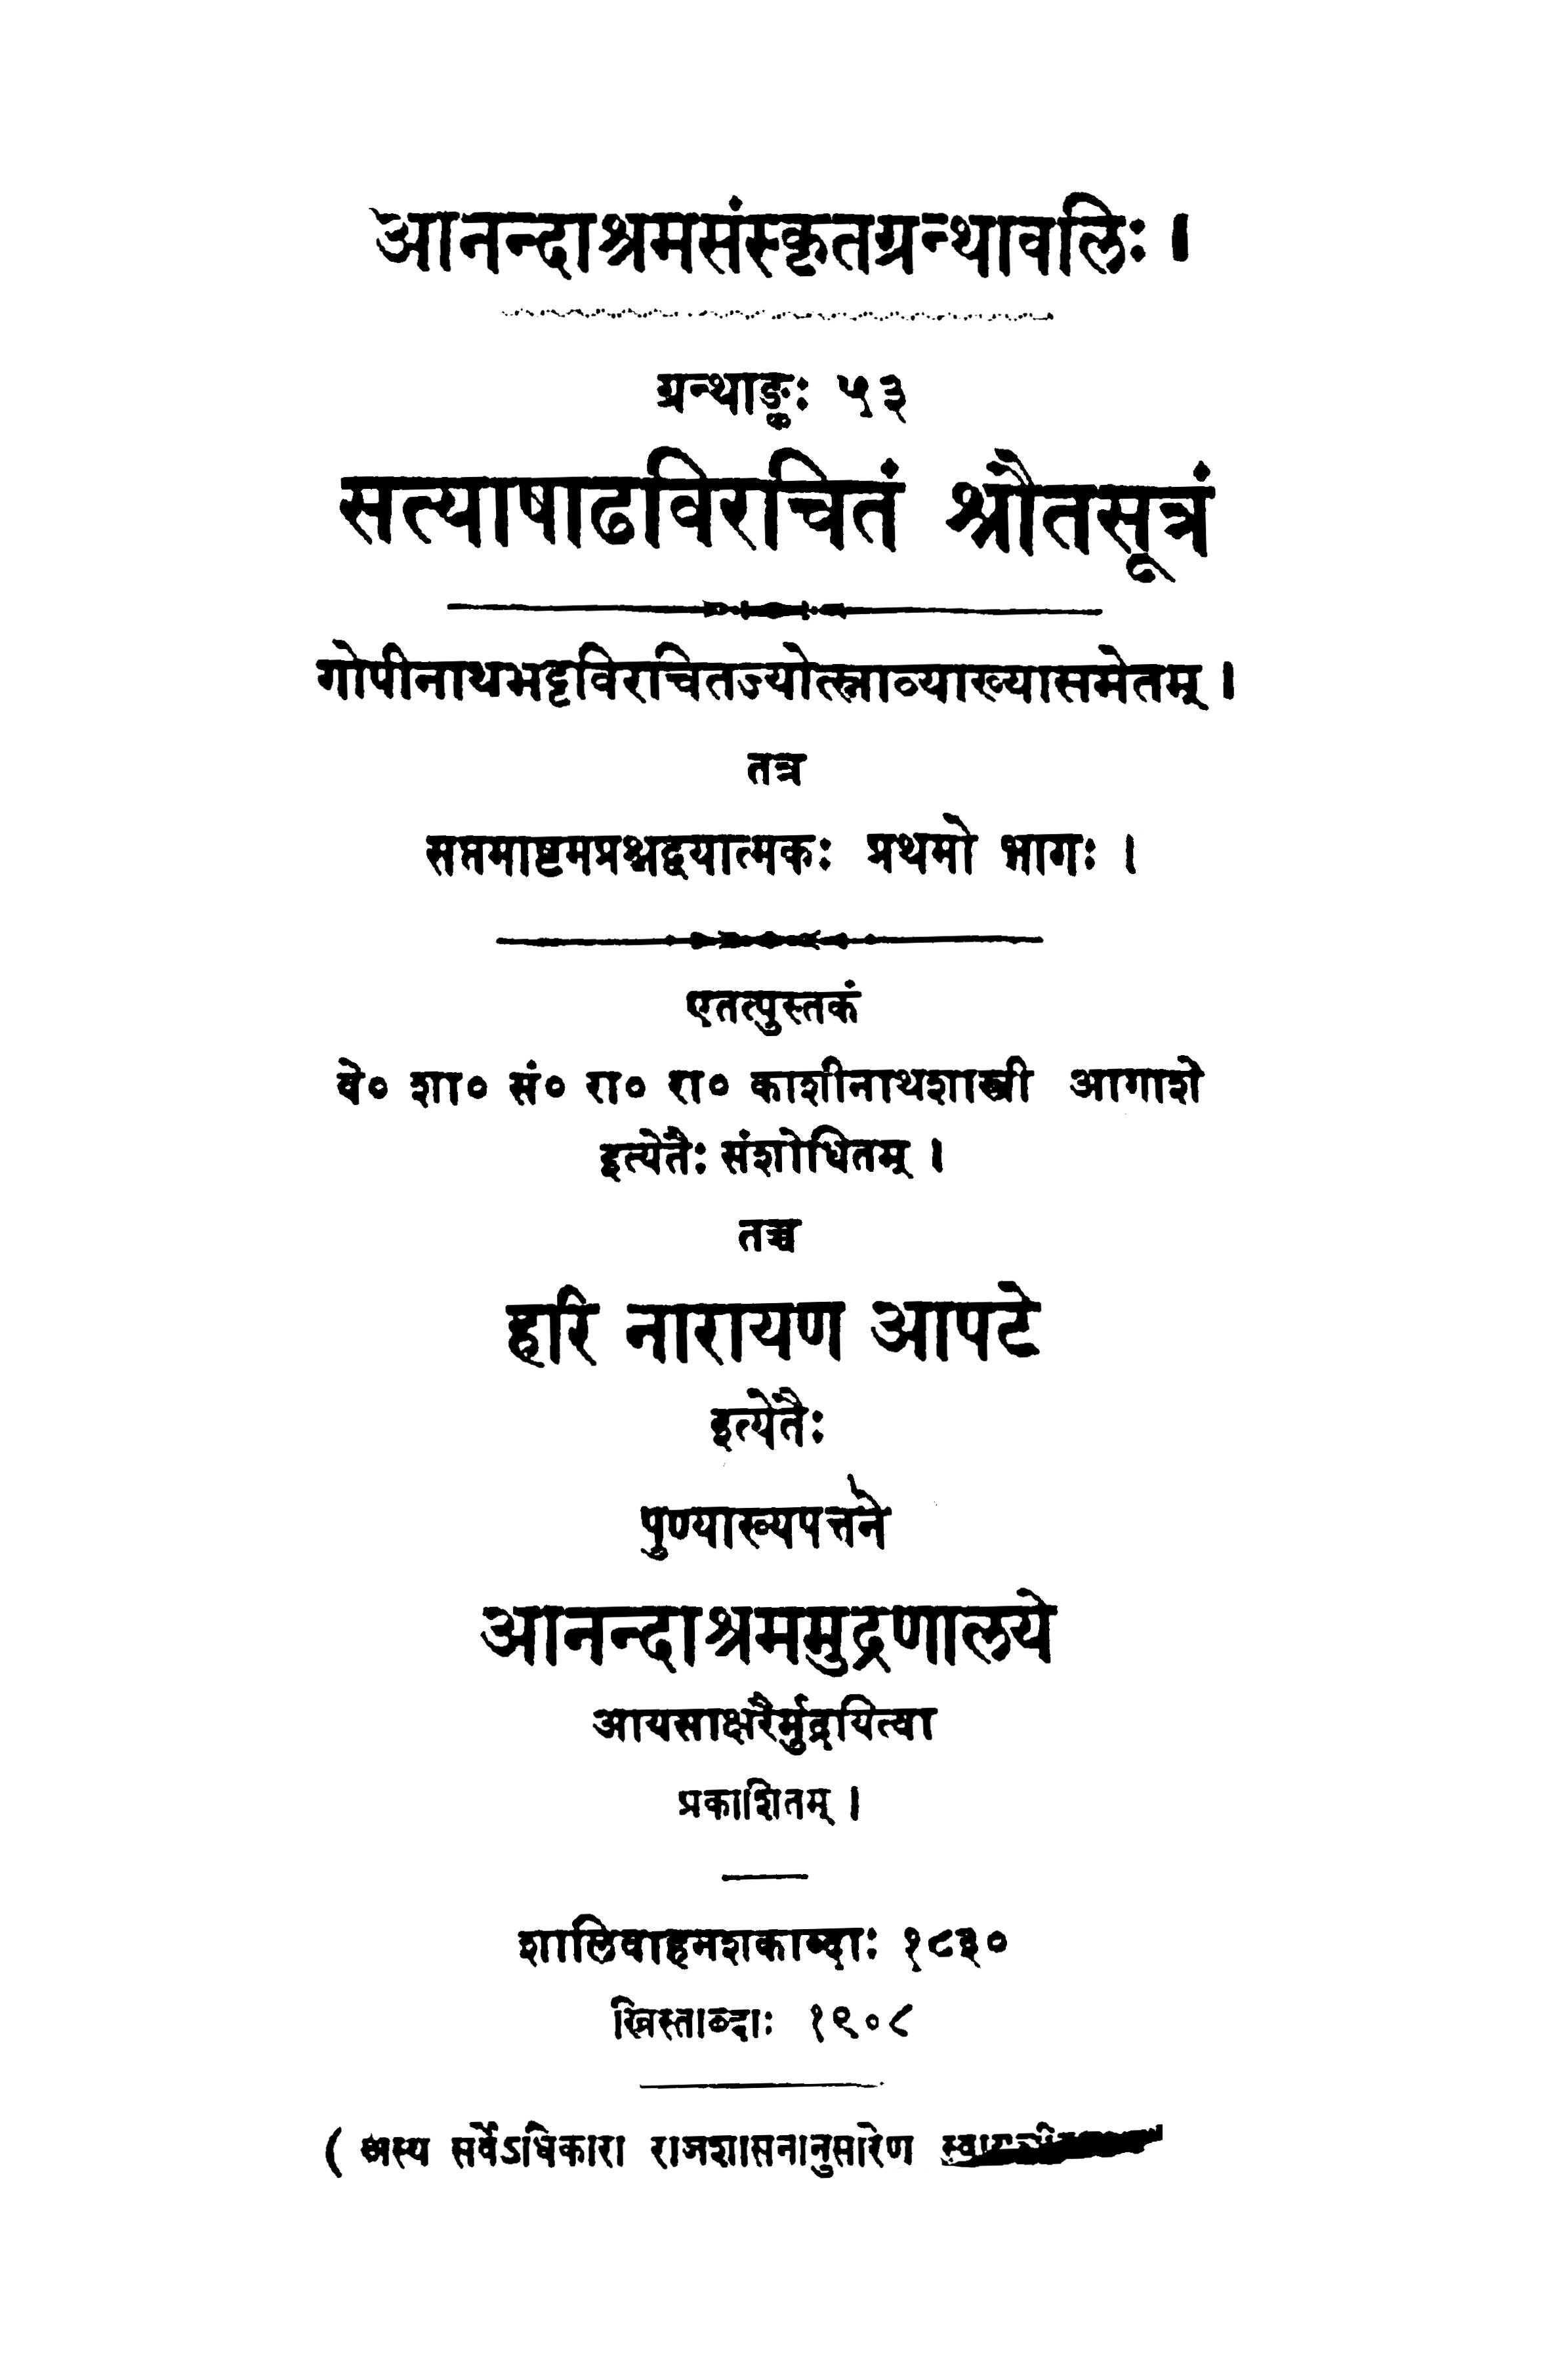 आनन्दाश्रमसंस्कृतग्रन्थावलिः ।
ग्रन्थाङ्कः ५३
सत्याषाढविरचितं श्रौतसूत्रं
गोपीनाथभट्टविरचितज्योत्स्नाव्याख्यासमेतम् ।
तत्र
सप्तमाष्टमप्रश्नद्वयात्मकः प्रथमो भागः ।
एतत्पुस्तकं
वे० शा० सं० रा० रा० काशीनाथशास्त्री आगाशे
इत्येतैः संशोधितम् ।
तच्च
हरि नारायण आपटे
इत्येतैः
पुण्याख्यपत्तने
आनन्दाश्रममुद्रणालये
आयसाक्षरैर्मुद्रयित्वा
प्रकाशितम् ।
शालिवाहनशकाब्दाः १८३०
ख्रिस्ताब्दाः १९०८
( अस्य सर्वेऽधिकारा राजशासनानुसारेण